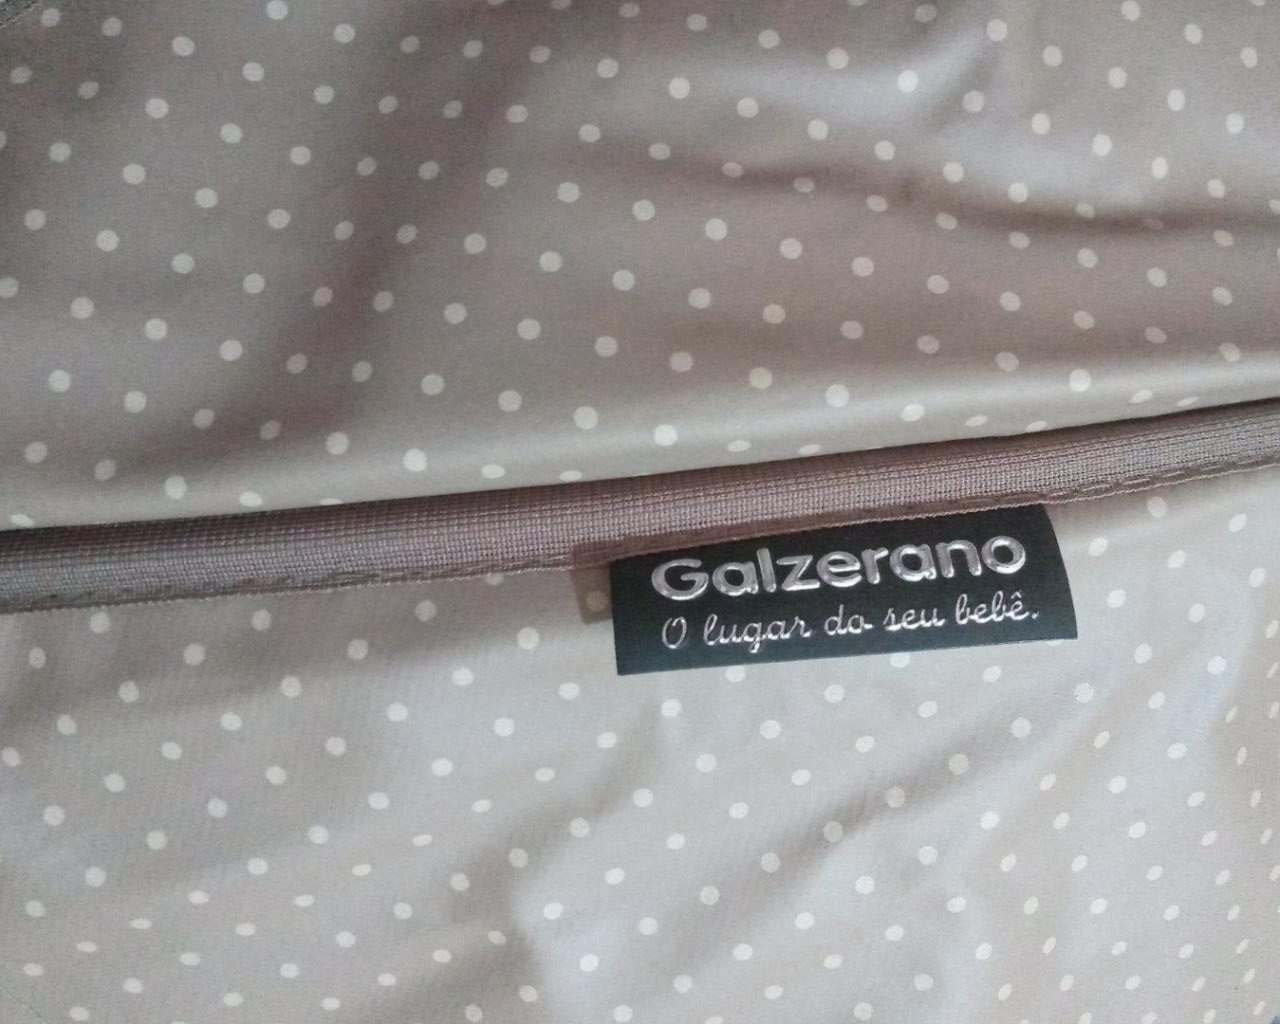 Galzerano
O lugar do seu bebê.